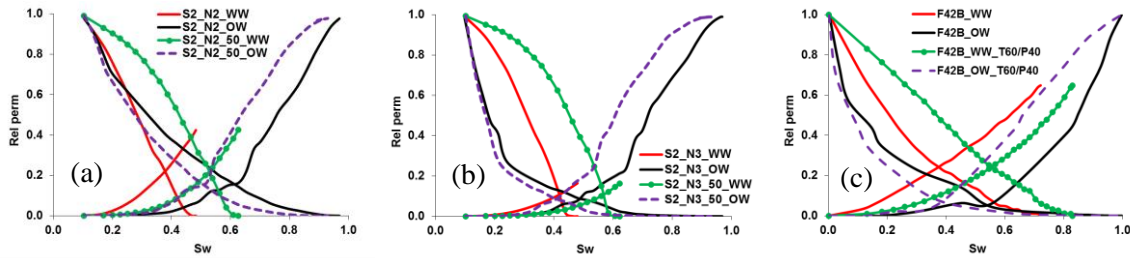 S2_N2_WW
S2_N2_OW
S2_N2_50_WW
S2_N2_50_OW
(a)
Rel perm
1.0
0.8
0.6
0.4
0.2
0.0
0.0 0.2 0.4 0.6 0.8 1.0
Sw
S2_N3_WW
S2_N3_OW
S2_N3_50_WW
S2_N3_50_OW
(b)
Rel perm
1.0
0.8
0.6
0.4
0.2
0.0
0.0 0.2 0.4 0.6 0.8 1.0
Sw
F42B_WW
F42B_OW
F42B_WW_T60/P40
F42B_OW_T60/P40
(c)
Rel perm
1.0
0.8
0.6
0.4
0.2
0.0
0.0 0.2 0.4 0.6 0.8 1.0
Sw